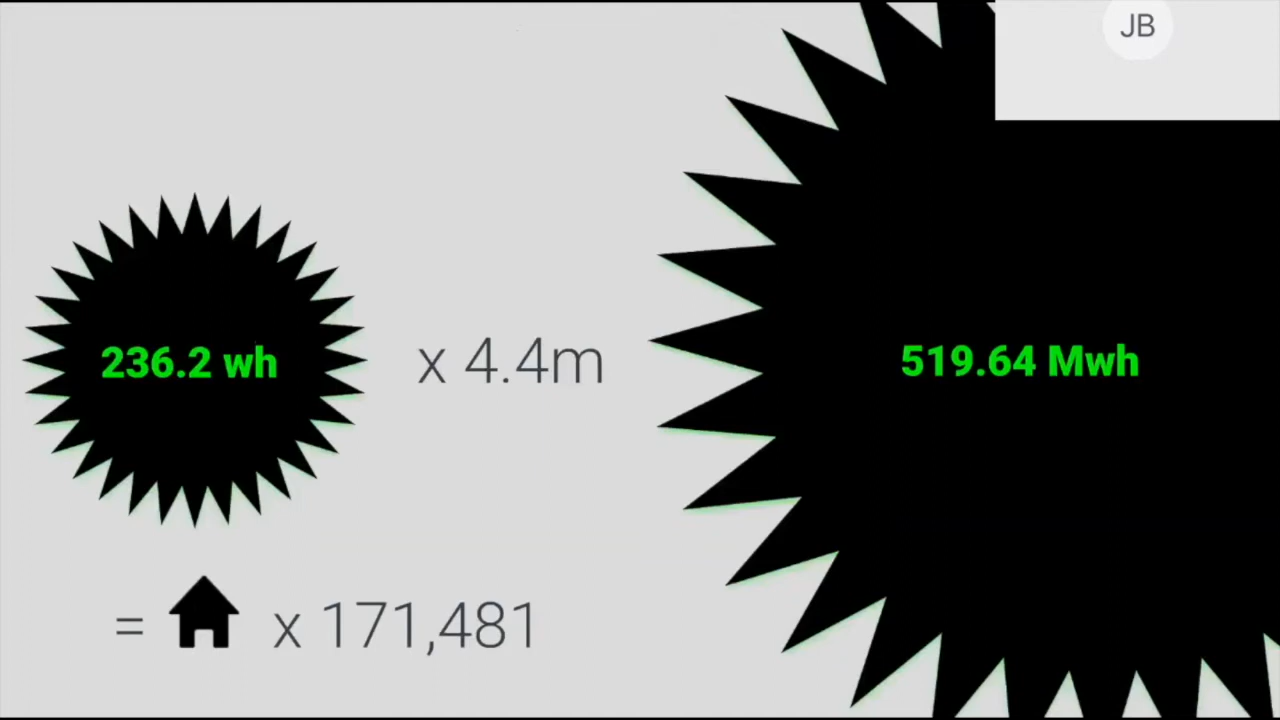 JB
236.2 wh
x 4.4m
519.64 Mwh
= x 171,481